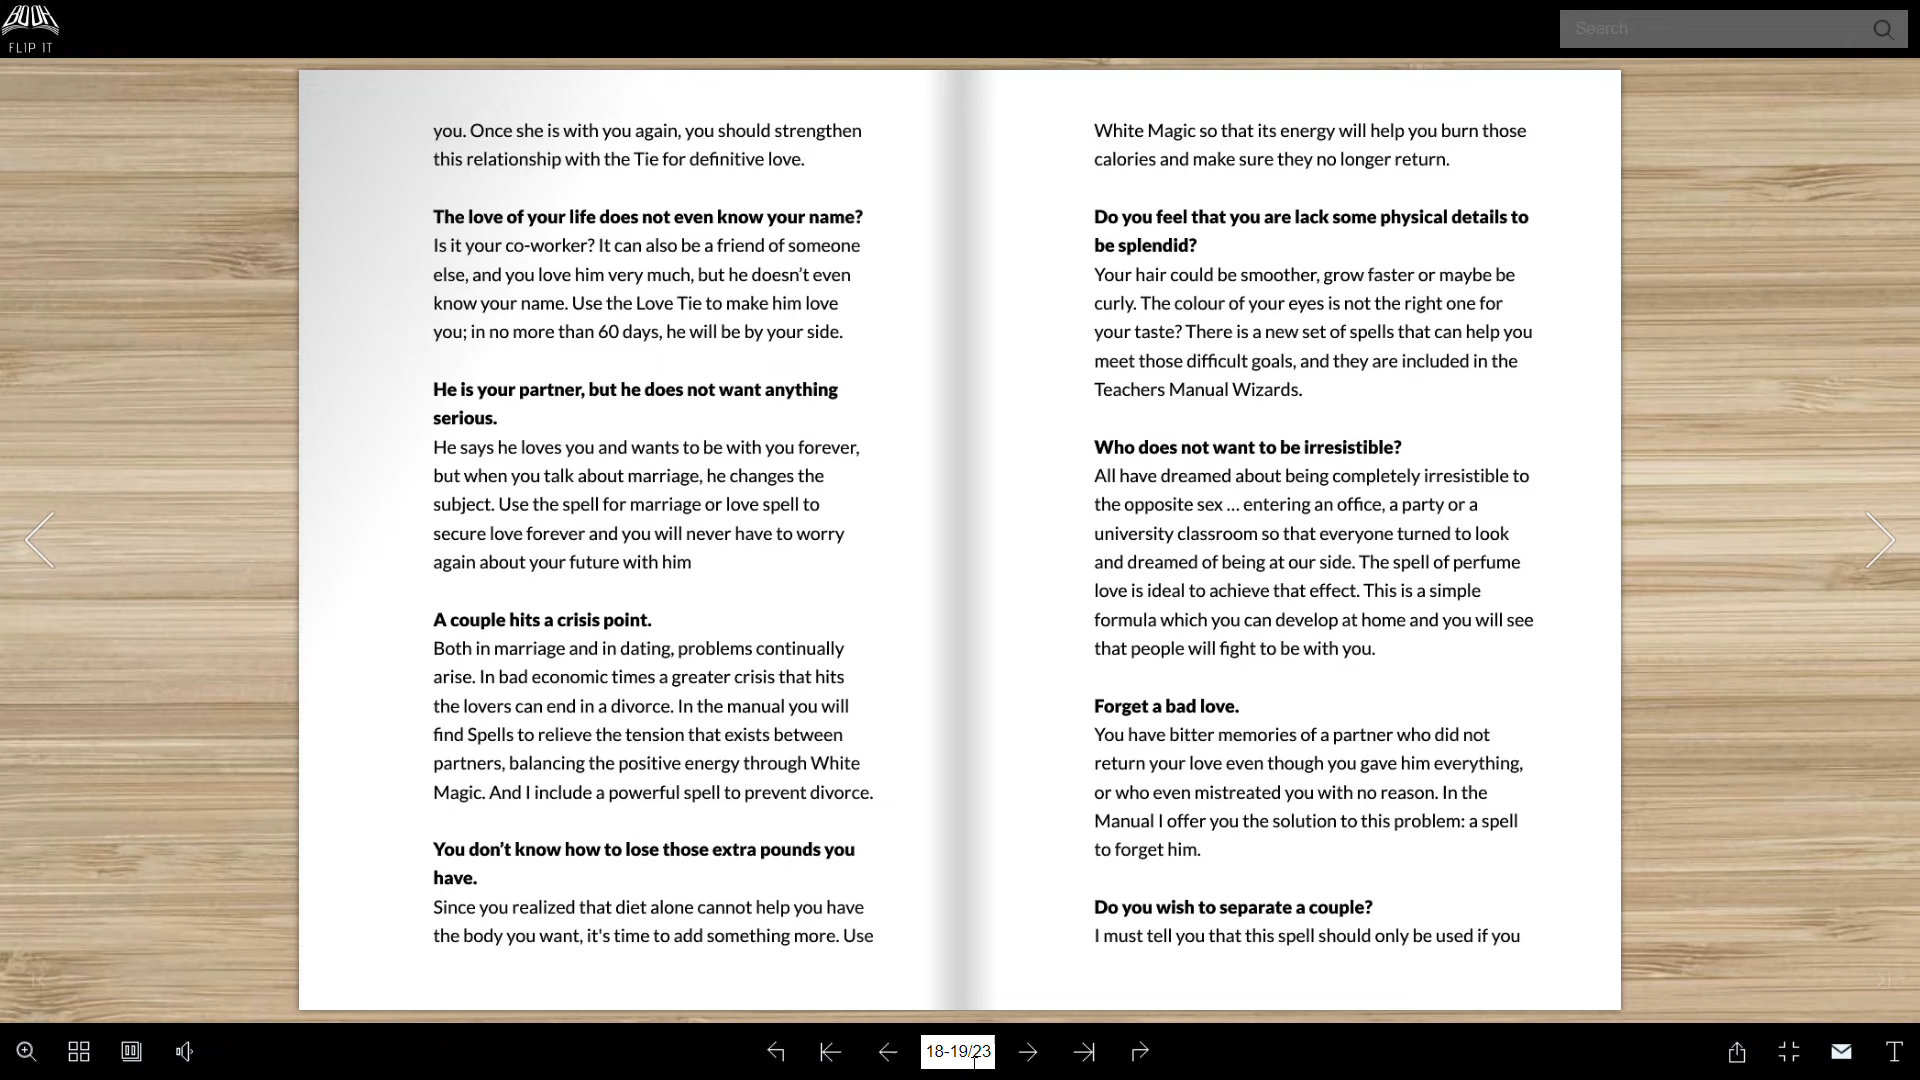 BOOK
FLIP IT
Search
you. Once she is with you again, you should strengthen
this relationship with the Tie for definitive love.
The love of your life does not even know your name?
Is it your co-worker? It can also be a friend of someone
else, and you love him very much, but he doesn’t even
know your name. Use the Love Tie to make him love
you; in no more than 60 days, he will be by your side.
He is your partner, but he does not want anything
serious.
He says he loves you and wants to be with you forever,
but when you talk about marriage, he changes the
subject. Use the spell for marriage or love spell to
secure love forever and you will never have to worry
again about your future with him
A couple hits a crisis point.
Both in marriage and in dating, problems continually
arise. In bad economic times a greater crisis that hits
the lovers can end in a divorce. In the manual you will
find Spells to relieve the tension that exists between
partners, balancing the positive energy through White
Magic. And I include a powerful spell to prevent divorce.
You don’t know how to lose those extra pounds you
have.
Since you realized that diet alone cannot help you have
the body you want, it's time to add something more. Use
White Magic so that its energy will help you burn those
calories and make sure they no longer return.
Do you feel that you are lack some physical details to
be splendid?
Your hair could be smoother, grow faster or maybe be
curly. The colour of your eyes is not the right one for
your taste? There is a new set of spells that can help you
meet those difficult goals, and they are included in the
Teachers Manual Wizards.
Who does not want to be irresistible?
All have dreamed about being completely irresistible to
the opposite sex ... entering an office, a party or a
university classroom so that everyone turned to look
and dreamed of being at our side. The spell of perfume
love is ideal to achieve that effect. This is a simple
formula which you can develop at home and you will see
that people will fight to be with you.
Forget a bad love.
You have bitter memories of a partner who did not
return your love even though you gave him everything,
or who even mistreated you with no reason. In the
Manual I offer you the solution to this problem: a spell
to forget him.
Do you wish to separate a couple?
I must tell you that this spell should only be used if you
18-19/23
T